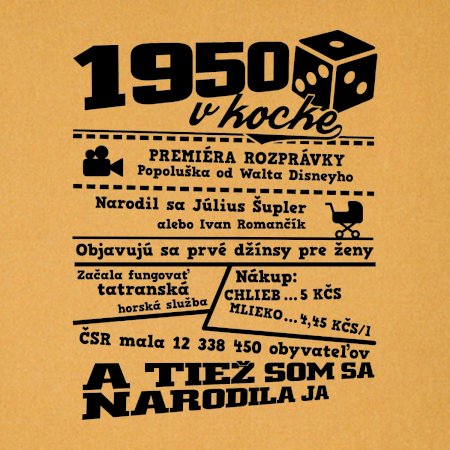 1950
v kocke
PREMIÉRA ROZPRÁVKY
Popoluška od Walta Disneyho
Narodil sa Július Šupler
alebo Ivan Romančík
Objavujú sa prvé džínsy pre ženy
Začala fungovať
tatranská
horská služba
Nákup:
CHLIEB...5 KČS
MLIEKO...4,45 KČS/l
ČSR mala 12 338 450 obyvateľov
A TIEŽ SOM SA
NARODILA JA